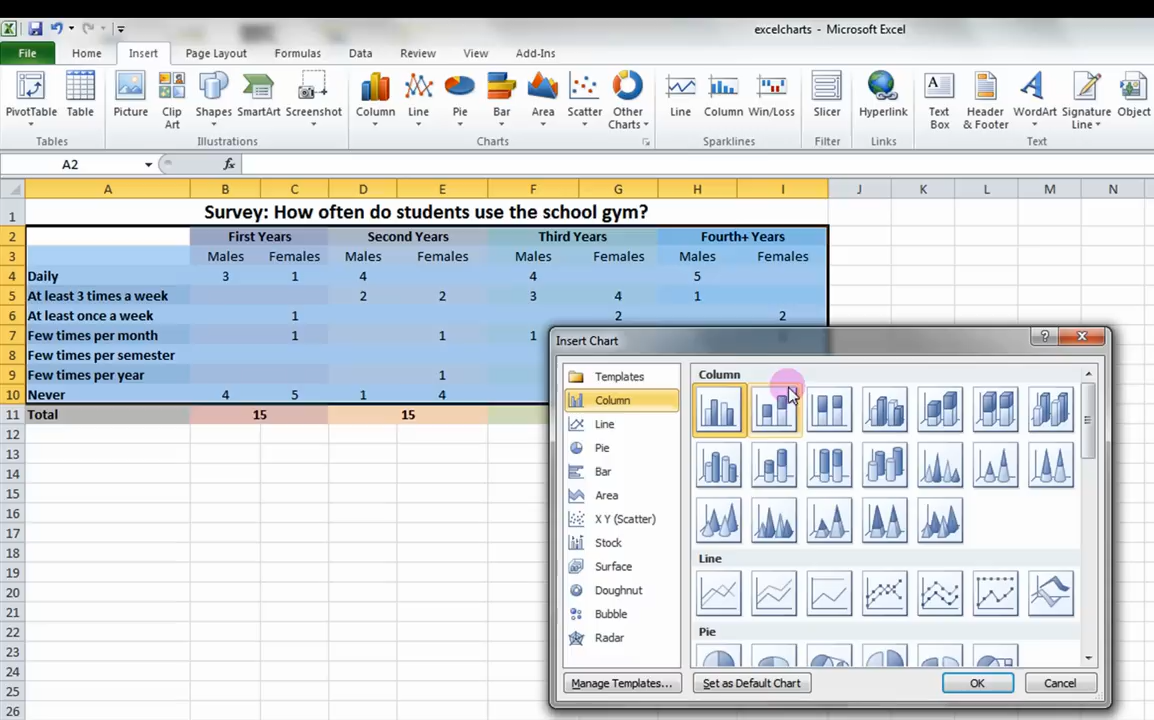 excelcharts - Microsoft Excel
File Home Insert Page Layout Formulas Data Review View Add-Ins
PivotTable Table Picture Clip Art Shapes SmartArt Screenshot Column Line Pie Bar Area Scatter Other Charts Line Column Win/Loss Slicer Hyperlink Text Box Header & Footer WordArt Signature Line Object
Tables Illustrations Charts Sparklines Filter Links Text
A2 fx
A B C D E F G H I J K L M N
1 Survey: How often do students use the school gym?
2 First Years Second Years Third Years Fourth+ Years
3 Males Females Males Females Males Females Males Females
4 Daily 3 1 4 4 5
5 At least 3 times a week 2 2 3 4 1
6 At least once a week 1 2 2
7 Few times per month 1 1 1
8 Few times per semester
9 Few times per year 1
10 Never 4 5 1 4
11 Total 15 15
12
13
14
15
16
17
18
19
20
21
22
23
24
25
26
Insert Chart
?
Templates
Column
Line
Pie
Bar
Area
X Y (Scatter)
Stock
Surface
Doughnut
Bubble
Radar
Column
Line
Pie
Manage Templates... Set as Default Chart OK Cancel